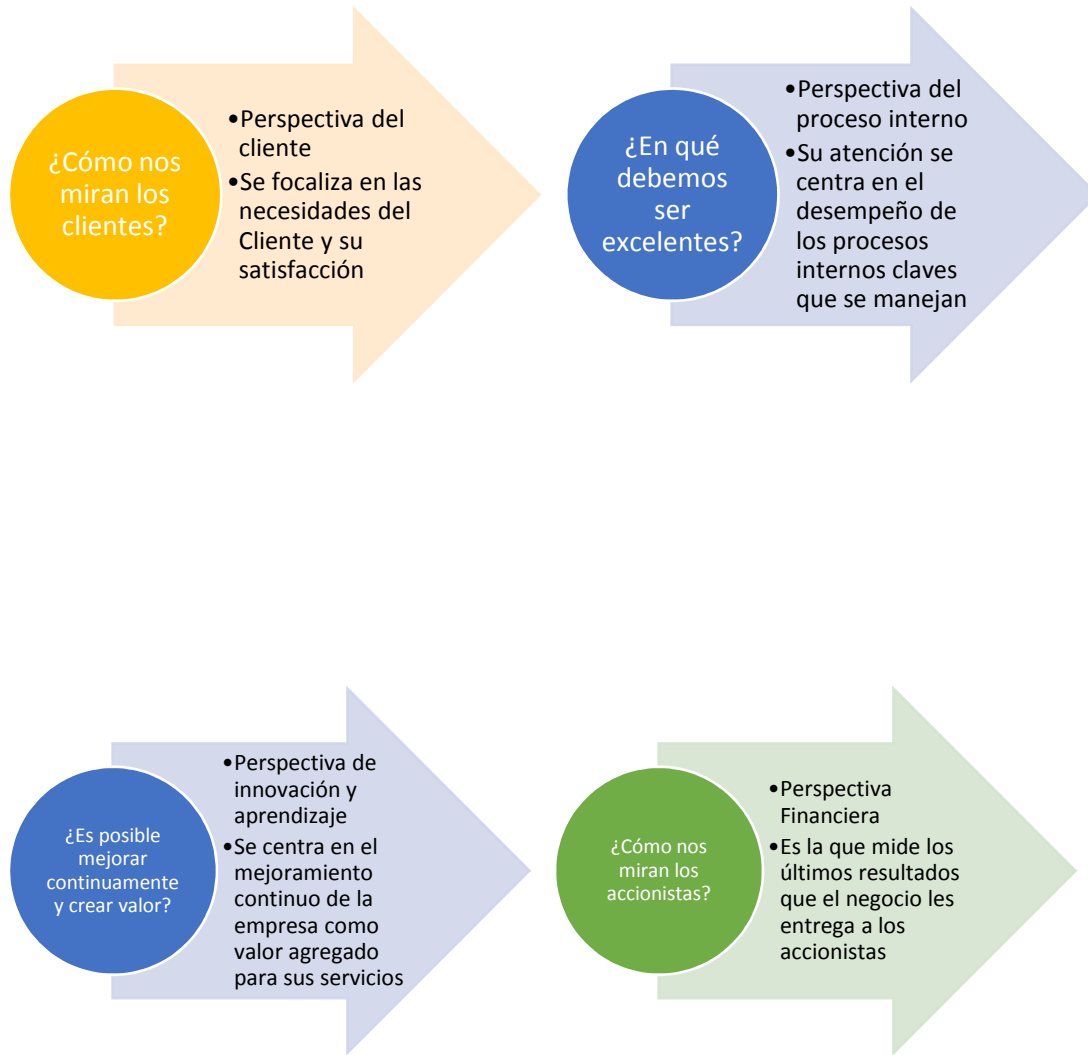 ¿Cómo nos
miran los
clientes?
•Perspectiva del
cliente
•Se focaliza en las
necesidades del
Cliente y su
satisfacción
¿En qué
debemos
ser
excelentes?
•Perspectiva del
proceso interno
•Su atención se
centra en el
desempeño de
los procesos
internos claves
que se manejan
¿Es posible
mejorar
continuamente
y crear valor?
•Perspectiva de
innovación y
aprendizaje
•Se centra en el
mejoramiento
continuo de la
empresa como
valor agregado
para sus servicios
¿Cómo nos
miran los
accionistas?
•Perspectiva
Financiera
•Es la que mide los
últimos resultados
que el negocio les
entrega a los
accionistas